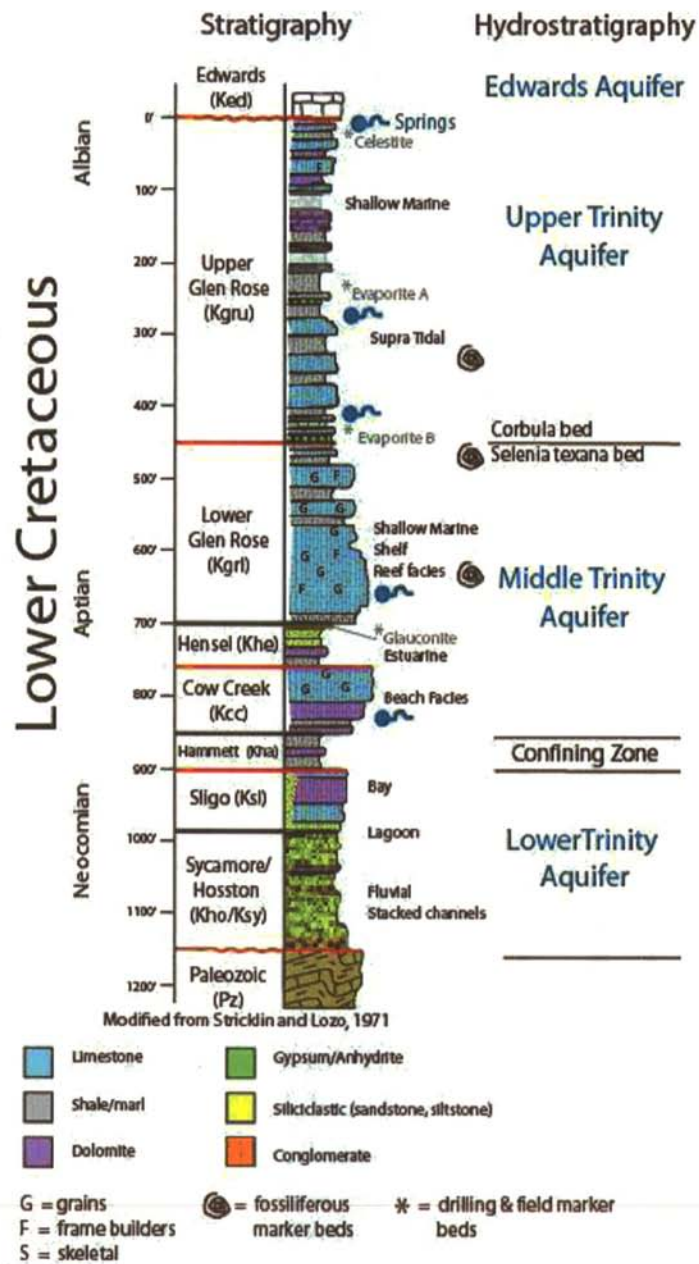 Stratigraphy
Hydrostratigraphy
Lower Cretaceous
Albian
Aptian
Neocomian
0'
100'
200'
300'
400'
500'
600'
700'
800'
900'
1000'
1100'
1200'
Edwards
(Ked)
Upper
Glen Rose
(Kgru)
Lower
Glen Rose
(Kgrl)
Hensel (Khe)
Cow Creek
(Kcc)
Hammett (Kha)
Sligo (Ksl)
Sycamore/
Hosston
(Kho/Ksy)
Paleozoic
(Pz)
Springs
* Celestite
Shallow Marine
* Evaporite A
Supra Tidal
* Evaporite B
G F
G G
G
G F
G
F G
Shallow Marine
Shelf
Reef facies
* Glauconite
Estuarine
G
G G
Beach Facies
Bay
Lagoon
Fluvial
Stacked channels
Edwards Aquifer
Upper Trinity
Aquifer
Corbula bed
Selenia texana bed
Middle Trinity
Aquifer
Confining Zone
LowerTrinity
Aquifer
Modified from Stricklin and Lozo, 1971
Limestone
Shale/marl
Dolomite
Gypsum/Anhydrite
Siliciclastic (sandstone, siltstone)
Conglomerate
G = grains
F = frame builders
S = skeletal
= fossiliferous
marker beds
* = drilling & field marker
beds